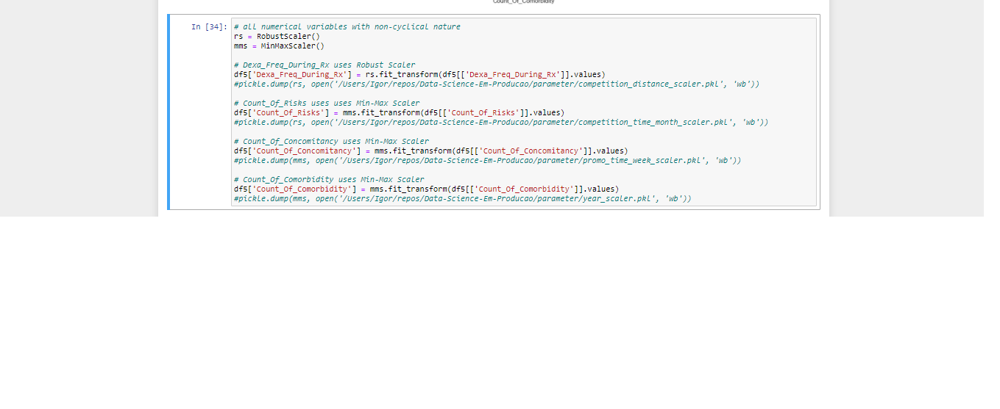 Count_Of_Comorbidity
In [34]: # all numerical variables with non-cyclical nature
rs = RobustScaler()
mms = MinMaxScaler()
# Dexa_Freq_During_Rx uses Robust Scaler
df5['Dexa_Freq_During_Rx'] = rs.fit_transform(df5[['Dexa_Freq_During_Rx']].values)
#pickle.dump(rs, open('/Users/Igor/repos/Data-Science-Em-Producao/parameter/competition_distance_scaler.pkl', 'wb'))
# Count_Of_Risks uses uses Min-Max Scaler
df5['Count_Of_Risks'] = mms.fit_transform(df5[['Count_Of_Risks']].values)
#pickle.dump(rs, open('/Users/Igor/repos/Data-Science-Em-Producao/parameter/competition_time_month_scaler.pkl', 'wb'))
# Count_Of_Concomitancy uses Min-Max Scaler
df5['Count_Of_Concomitancy'] = mms.fit_transform(df5[['Count_Of_Concomitancy']].values)
#pickle.dump(mms, open('/Users/Igor/repos/Data-Science-Em-Producao/parameter/promo_time_week_scaler.pkl', 'wb'))
# Count_Of_Comorbidity uses Min-Max Scaler
df5['Count_Of_Comorbidity'] = mms.fit_transform(df5[['Count_Of_Comorbidity']].values)
#pickle.dump(mms, open('/Users/Igor/repos/Data-Science-Em-Producao/parameter/year_scaler.pkl', 'wb'))